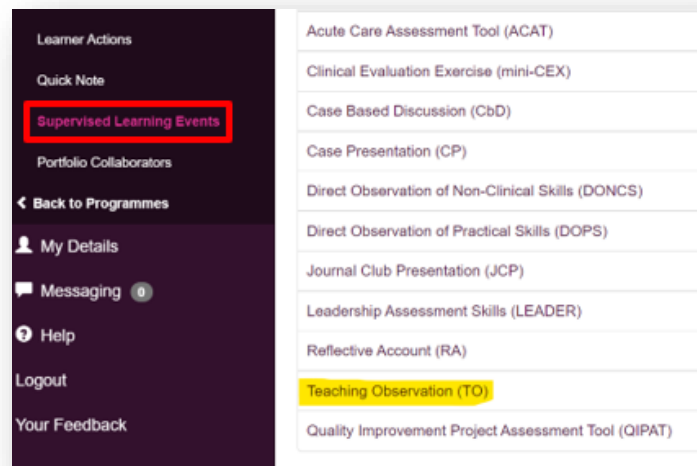 Learner Actions
Quick Note
Supervised Learning Events
Portfolio Collaborators
Back to Programmes
My Details
Messaging 0
Help
Logout
Your Feedback
Acute Care Assessment Tool (ACAT)
Clinical Evaluation Exercise (mini-CEX)
Case Based Discussion (CbD)
Case Presentation (CP)
Direct Observation of Non-Clinical Skills (DONCS)
Direct Observation of Practical Skills (DOPS)
Journal Club Presentation (JCP)
Leadership Assessment Skills (LEADER)
Reflective Account (RA)
Teaching Observation (TO)
Quality Improvement Project Assessment Tool (QIPAT)